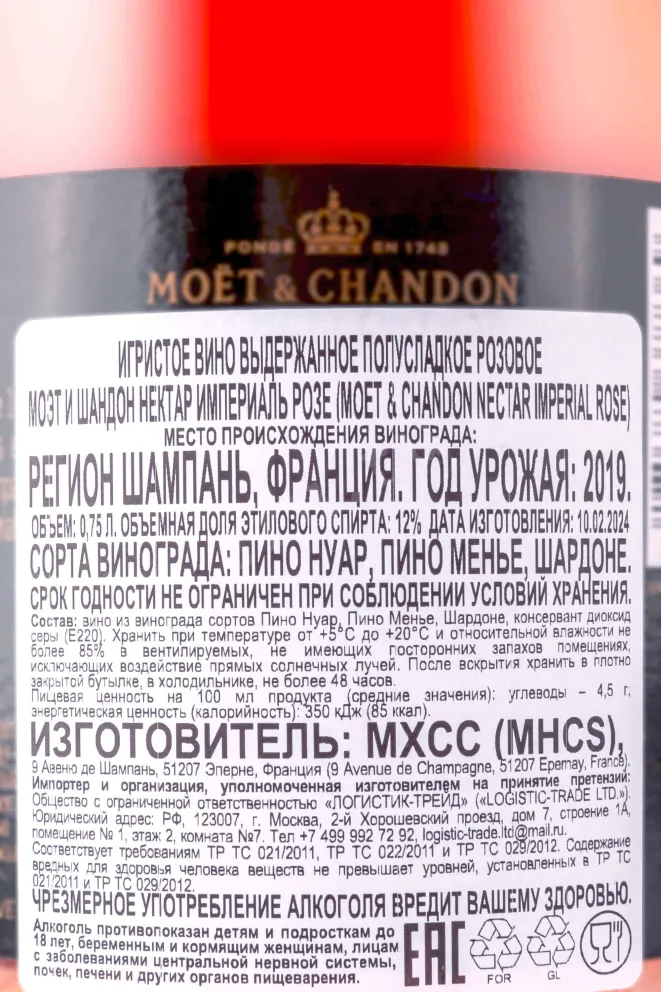 FONDÉ EN 1743
MOËT & CHANDON
ИГРИСТОЕ ВИНО ВЫДЕРЖАННОЕ ПОЛУСЛАДКОЕ РОЗОВОЕ
МОЭТ И ШАНДОН НЕКТАР ИМПЕРИАЛЬ РОЗЕ (MOET & CHANDON NECTAR IMPERIAL ROSE)
МЕСТО ПРОИСХОЖДЕНИЯ ВИНОГРАДА:
РЕГИОН ШАМПАНЬ, ФРАНЦИЯ. ГОД УРОЖАЯ: 2019.
ОБЪЕМ: 0,75 Л. ОБЪЕМНАЯ ДОЛЯ ЭТИЛОВОГО СПИРТА: 12% ДАТА ИЗГОТОВЛЕНИЯ: 10.02.2024
СОРТА ВИНОГРАДА: ПИНО НУАР, ПИНО МЕНЬЕ, ШАРДОНЕ.
СРОК ГОДНОСТИ НЕ ОГРАНИЧЕН ПРИ СОБЛЮДЕНИИ УСЛОВИЙ ХРАНЕНИЯ.
Состав: вино из винограда сортов Пино Нуар, Пино Менье, Шардоне, консервант диоксид
серы (Е220). Хранить при температуре от +5°С до +20°С и относительной влажности не
более 85% в вентилируемых, не имеющих посторонних запахов помещениях,
исключающих воздействие прямых солнечных лучей. После вскрытия хранить в плотно
закрытой бутылке, в холодильнике, не более 48 часов.
Пищевая ценность на 100 мл продукта (средние значения): углеводы – 4,5 г;
энергетическая ценность (калорийность): 350 кДж (85 ккал).
ИЗГОТОВИТЕЛЬ: МХСС (MHCS),
9 Авеню де Шампань, 51207 Эперне, Франция (9 Avenue de Champagne, 51207 Epernay, France).
Импортер и организация, уполномоченная изготовителем на принятие претензий:
Общество с ограниченной ответственностью «ЛОГИСТИК-ТРЕЙД» («LOGISTIC-TRADE LTD.»).
Юридический адрес: РФ, 123007, г. Москва, 2-й Хорошевский проезд, дом 7, строение 1А,
помещение № 1, этаж 2, комната №7. Тел +7 499 992 72 92, logistic-trade.ltd@mail.ru.
Соответствует требованиям ТР ТС 021/2011, ТР ТС 022/2011 и ТР ТС 029/2012. Содержание
вредных для здоровья человека веществ не превышает уровней, установленных в ТР ТС
021/2011 и ТР ТС 029/2012.
ЧРЕЗМЕРНОЕ УПОТРЕБЛЕНИЕ АЛКОГОЛЯ ВРЕДИТ ВАШЕМУ ЗДОРОВЬЮ.
Алкоголь противопоказан детям и подросткам до
18 лет, беременным и кормящим женщинам, лицам
с заболеваниями центральной нервной системы,
почек, печени и других органов пищеварения.
ЕАС
FOR
GL